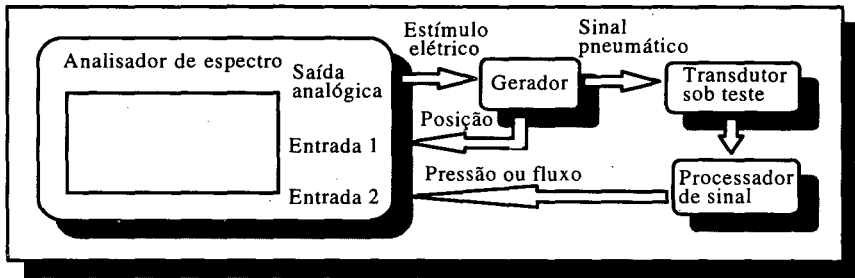 Estímulo
elétrico
Sinal
pneumático
Analisador de espectro
Saída
analógica
Gerador
Transdutor
sob teste
Posição
Entrada 1
Pressão ou fluxo
Processador
de sinal
Entrada 2